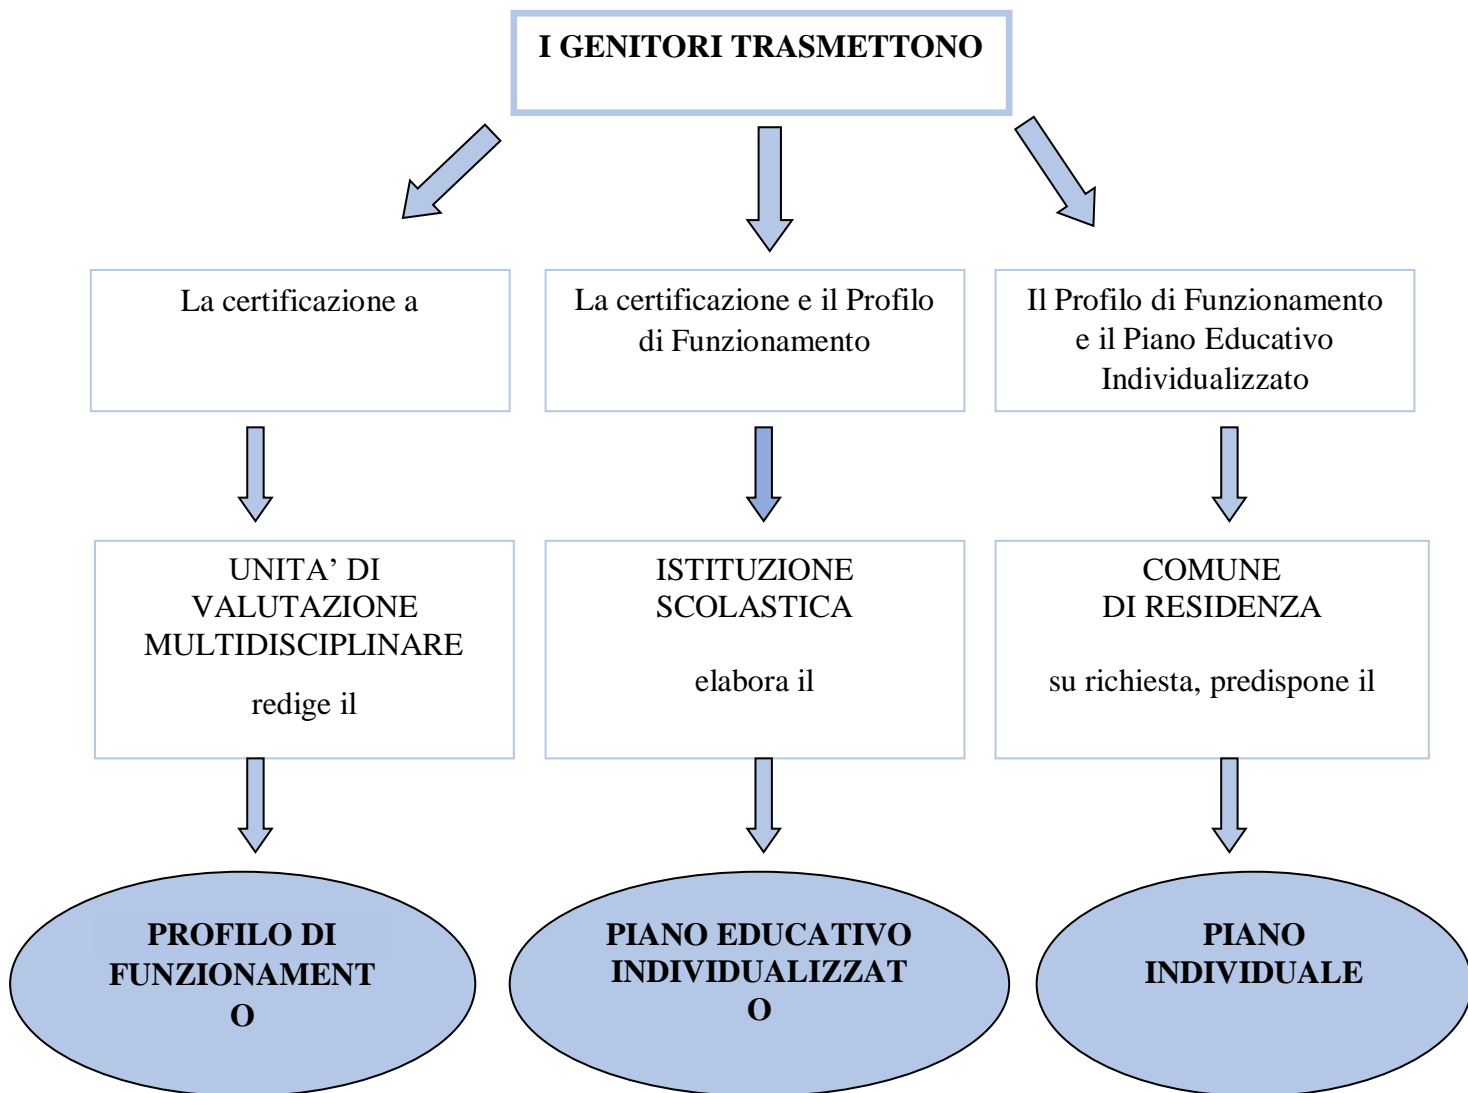 I GENITORI TRASMETTONO
La certificazione a
La certificazione e il Profilo
di Funzionamento
Il Profilo di Funzionamento
e il Piano Educativo
Individualizzato
UNITA’ DI
VALUTAZIONE
MULTIDISCIPLINARE
redige il
ISTITUZIONE
SCOLASTICA
elabora il
COMUNE
DI RESIDENZA
su richiesta, predispone il
PROFILO DI
FUNZIONAMENT
O
PIANO EDUCATIVO
INDIVIDUALIZZAT
O
PIANO
INDIVIDUALE